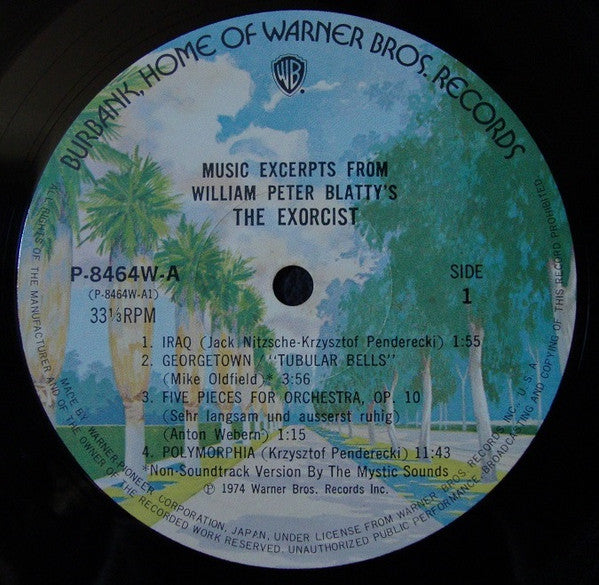 BURBANK, HOME OF WARNER BROS. RECORDS
WB
MUSIC EXCERPTS FROM
WILLIAM PETER BLATTY'S
THE EXORCIST
P-8464W-A
(P-8464W-A1)
33⅓RPM
SIDE
1
1. IRAQ (Jack Nitzsche-Krzysztof Penderecki) 1:55
2. GEORGETOWN / "TUBULAR BELLS"
(Mike Oldfield)* 3:56
3. FIVE PIECES FOR ORCHESTRA, OP. 10
(Sehr langsam und ausserst ruhig)
(Anton Webern) 1:15
4. POLYMORPHIA (Krzysztof Penderecki) 11:43
*Non-Soundtrack Version By The Mystic Sounds
℗ 1974 Warner Bros. Records Inc.
MADE BY WARNER-PIONEER CORPORATION, JAPAN, UNDER LICENSE FROM WARNER BROS. RECORDS INC., U.S.A.
ALL RIGHTS OF THE MANUFACTURER AND OF THE OWNER OF THE RECORDED WORK RESERVED. UNAUTHORIZED PUBLIC PERFORMANCE, BROADCASTING AND COPYING OF THIS RECORD PROHIBITED